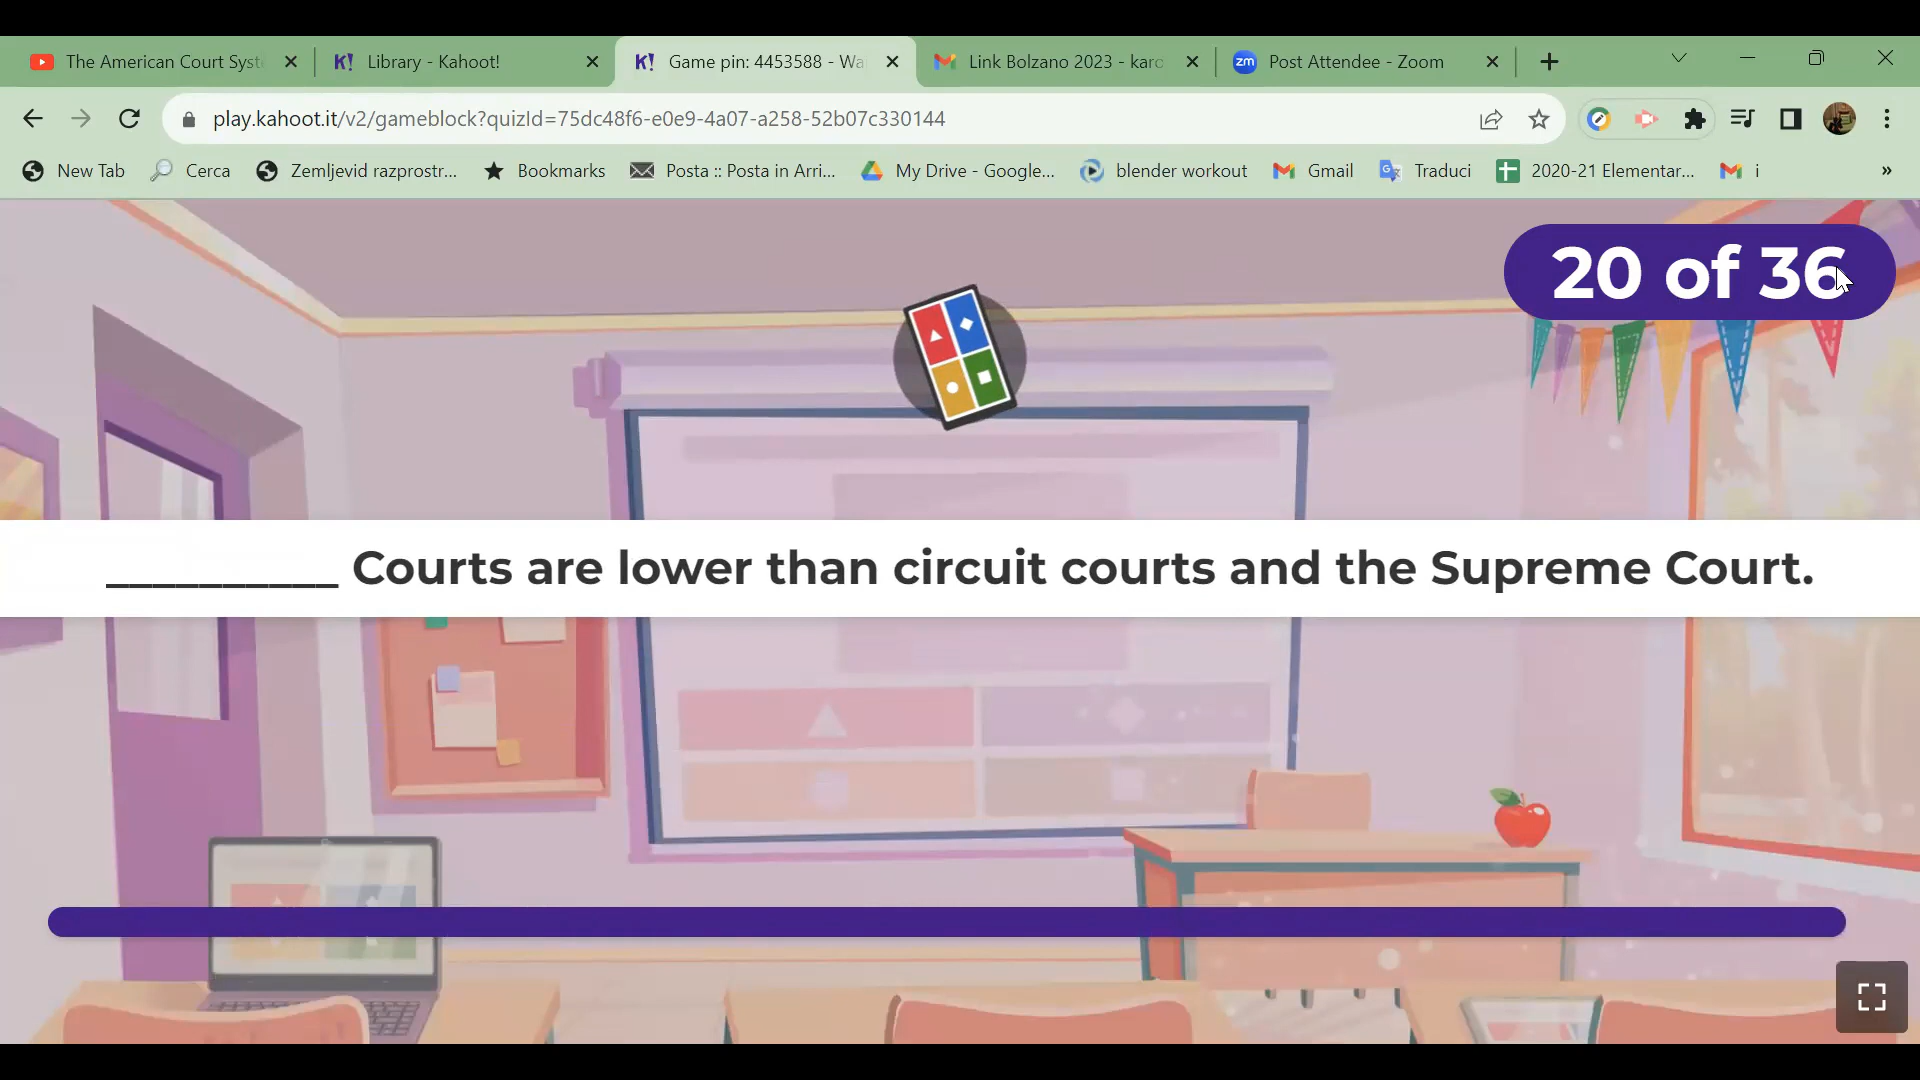 The American Court Syst
Library - Kahoot!
Game pin: 4453588 - Wa
Link Bolzano 2023 - karo
zm
Post Attendee - Zoom
play.kahoot.it/v2/gameblock?quizId=75dc48f6-e0e9-4a07-a258-52b07c330144
New Tab
Cerca
Zemljevid razprostr...
Bookmarks
Posta :: Posta in Arri...
My Drive - Google...
blender workout
Gmail
Traduci
2020-21 Elementar...
i
»
20 of 36
__________ Courts are lower than circuit courts and the Supreme Court.